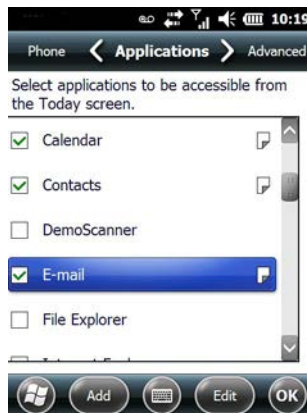 10:19
Phone Applications Advanced
Select applications to be accessible from
the Today screen.
Calendar
Contacts
DemoScanner
E-mail
File Explorer
Add Edit OK